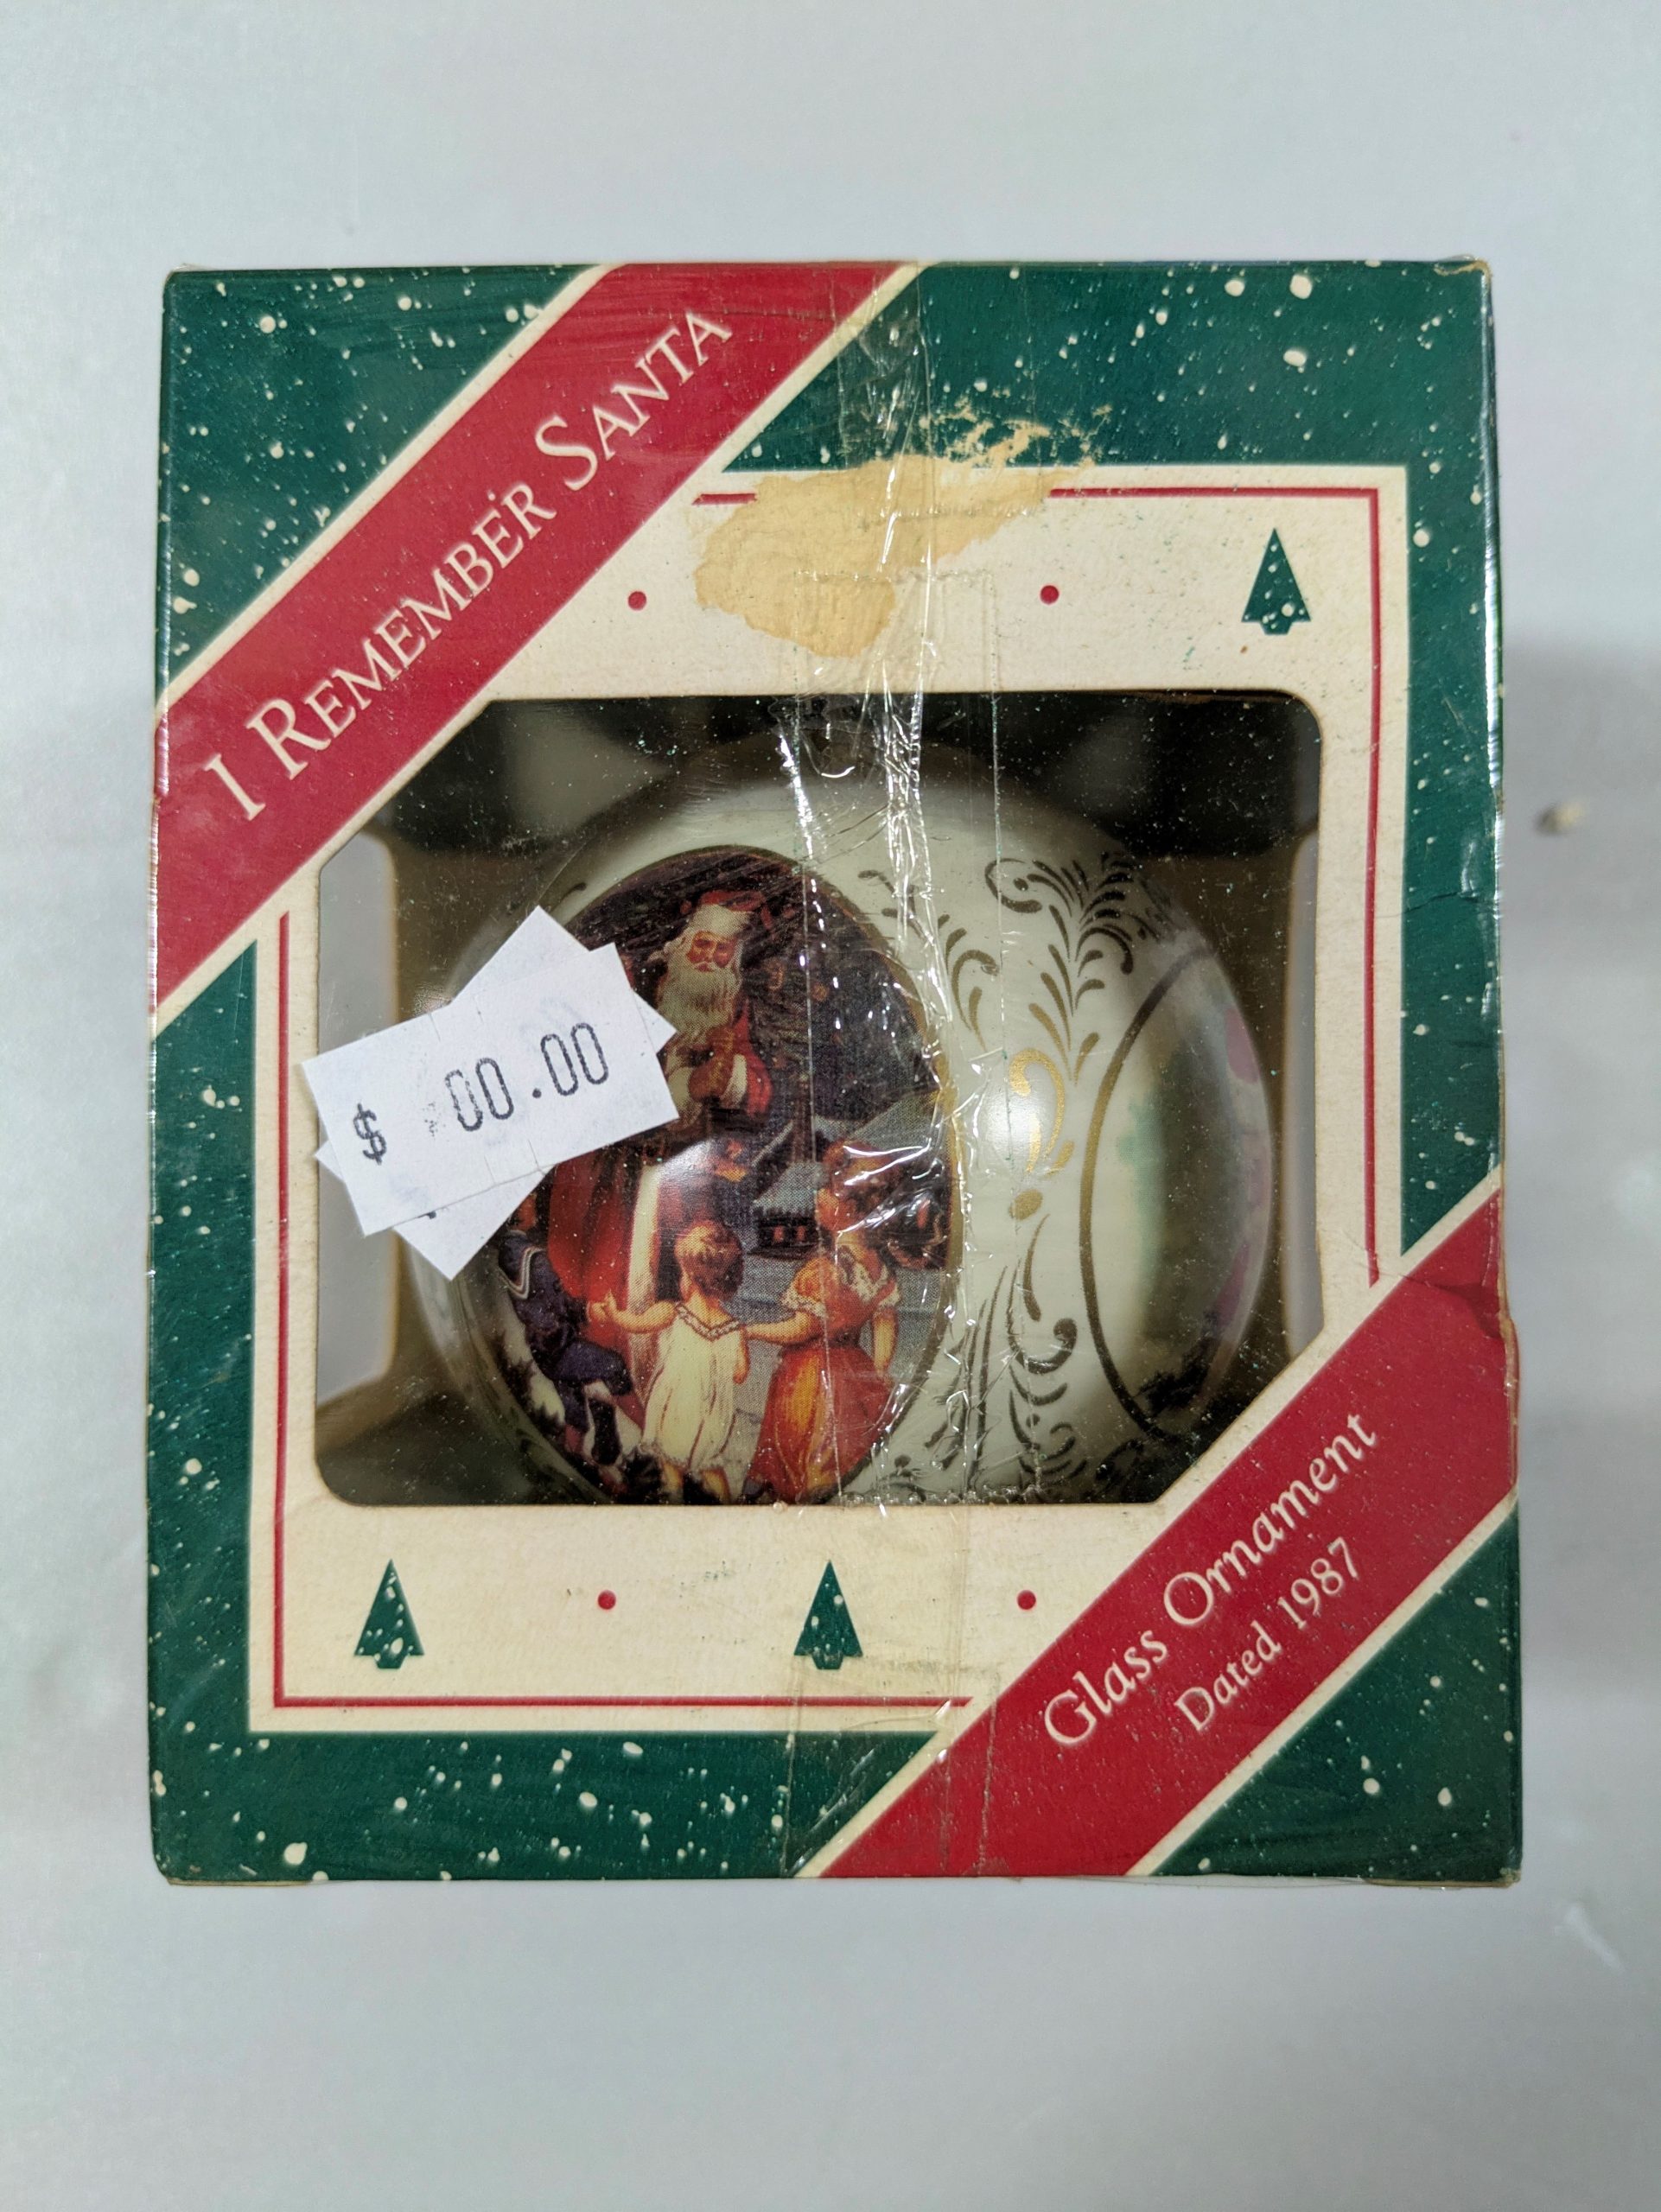 I REMEMBER SANTA
$ 00.00
Glass Ornament
Dated 1987